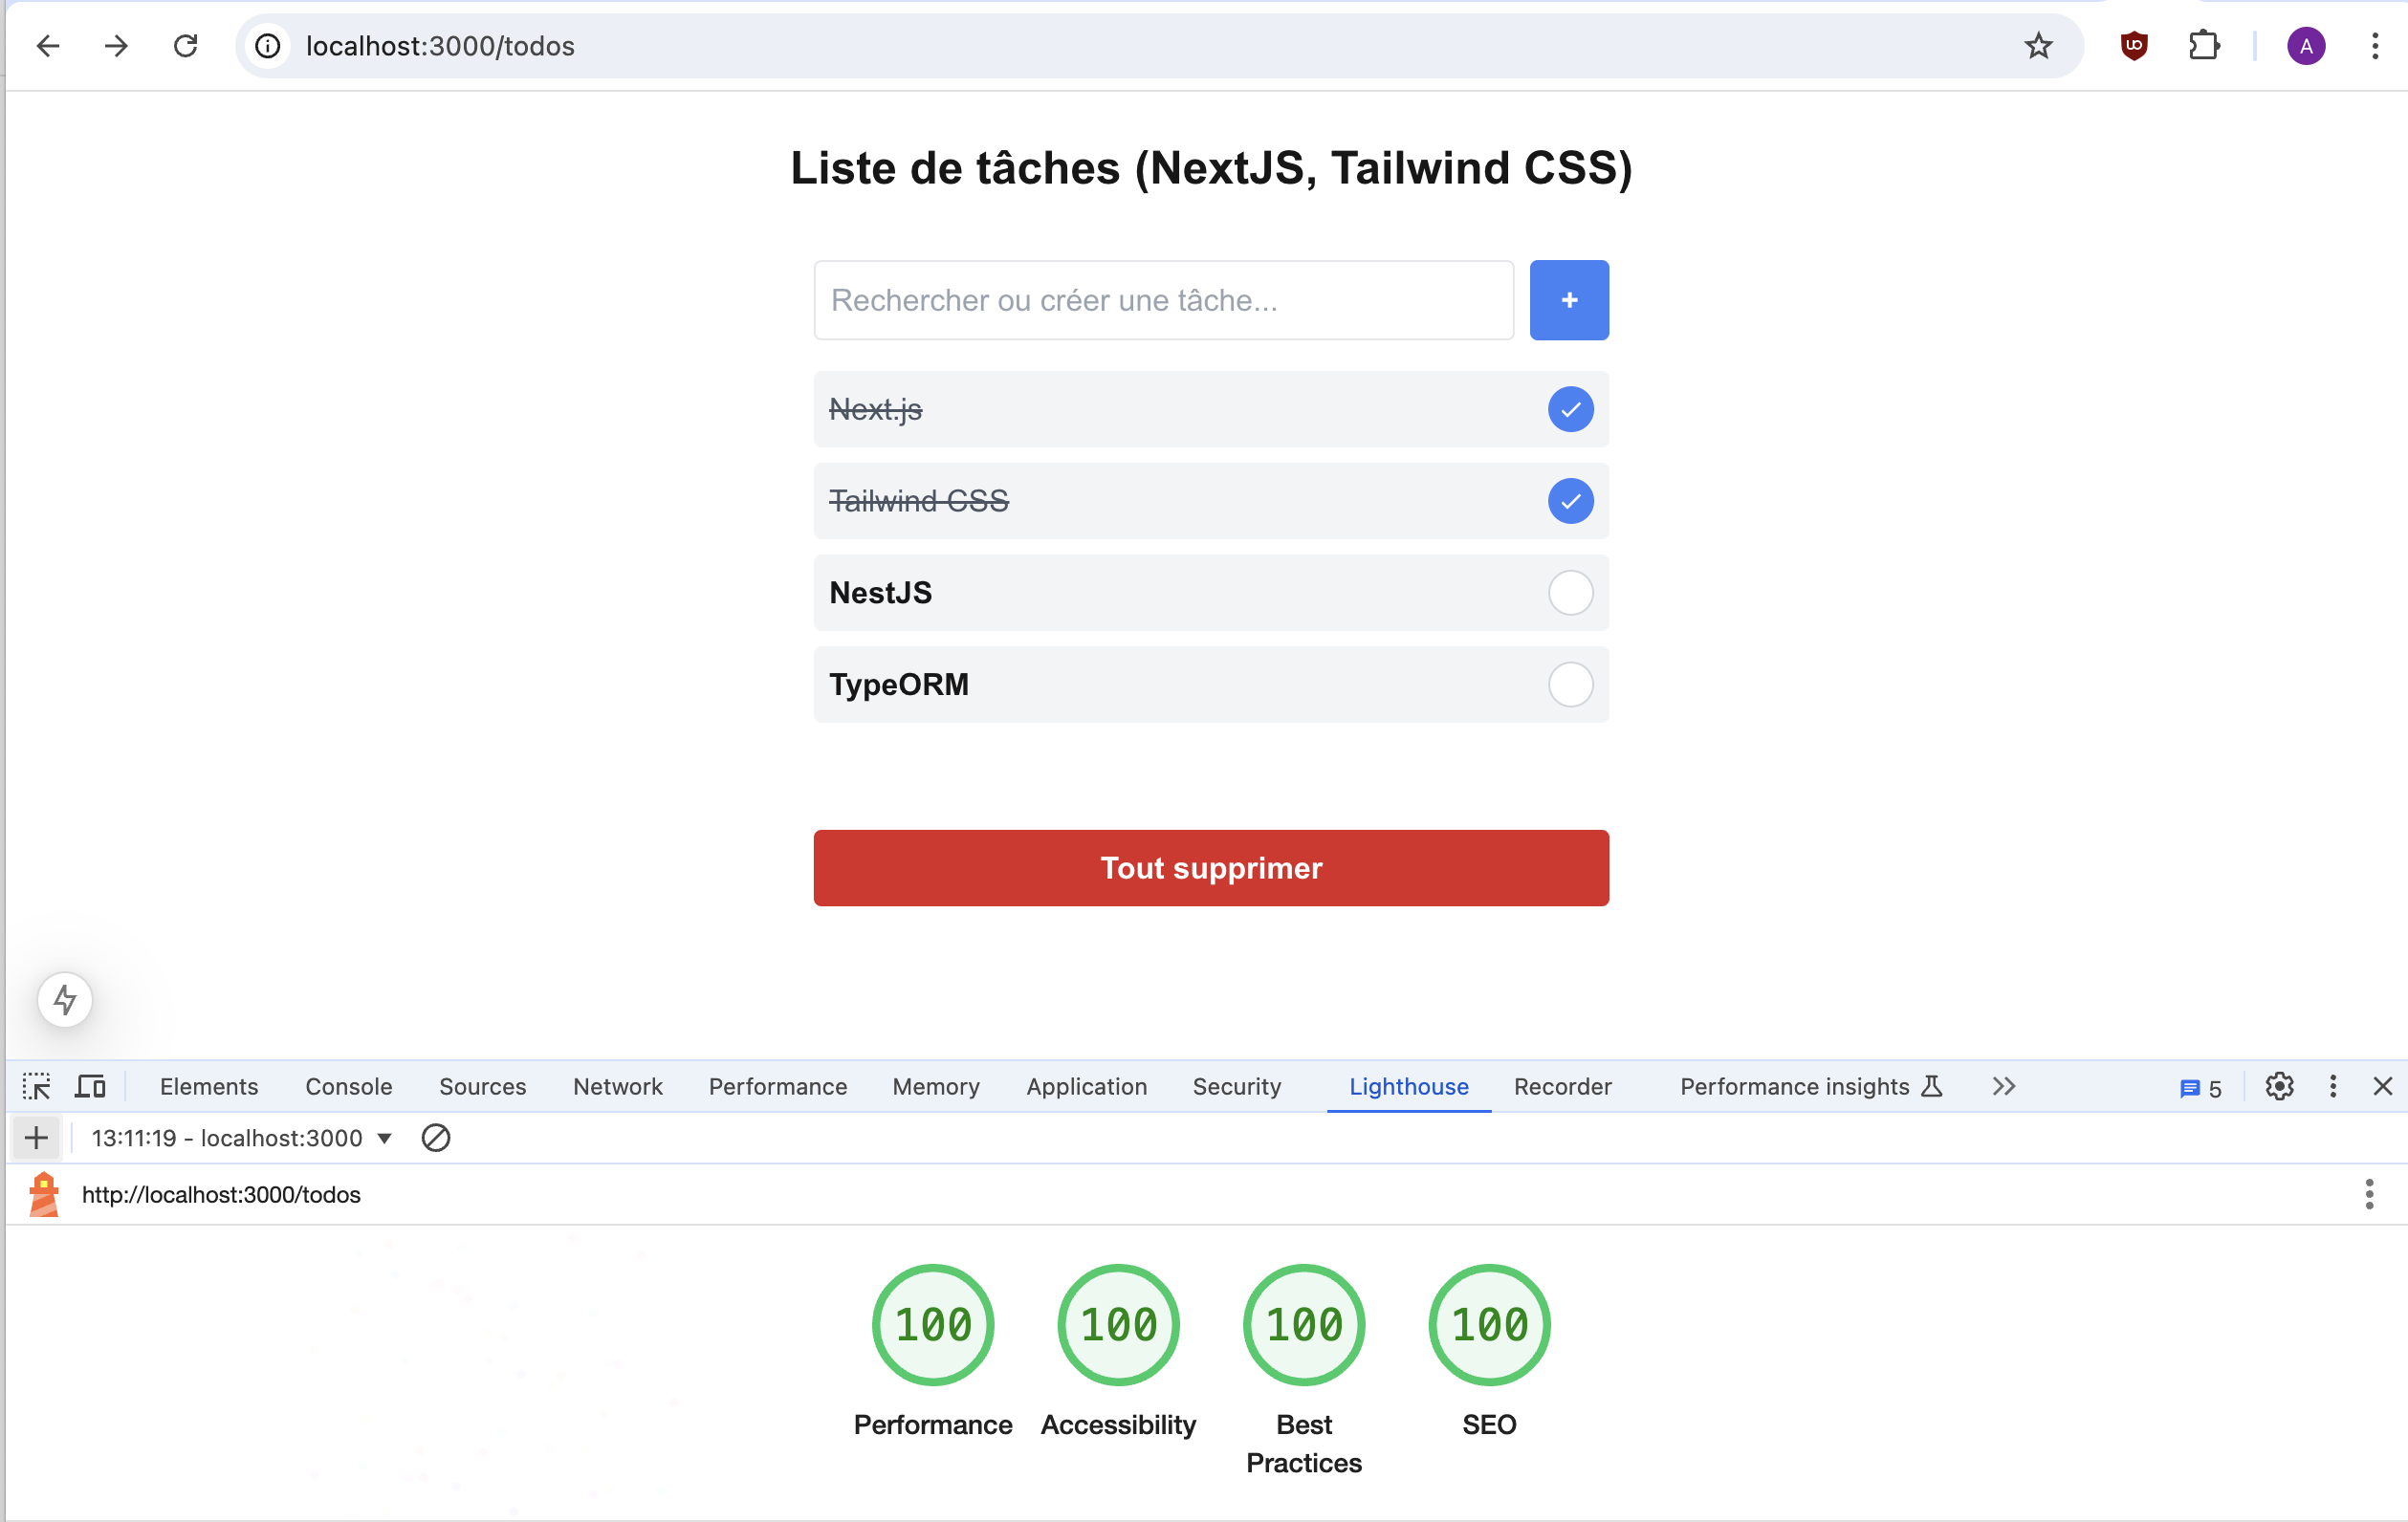 localhost:3000/todos
A
Liste de tâches (NextJS, Tailwind CSS)
Rechercher ou créer une tâche...
+
Next.js
Tailwind CSS
NestJS
TypeORM
Tout supprimer
Elements Console Sources Network Performance Memory Application Security Lighthouse Recorder Performance insights 5
13:11:19 - localhost:3000
http://localhost:3000/todos
100 100 100 100
Performance Accessibility Best Practices SEO